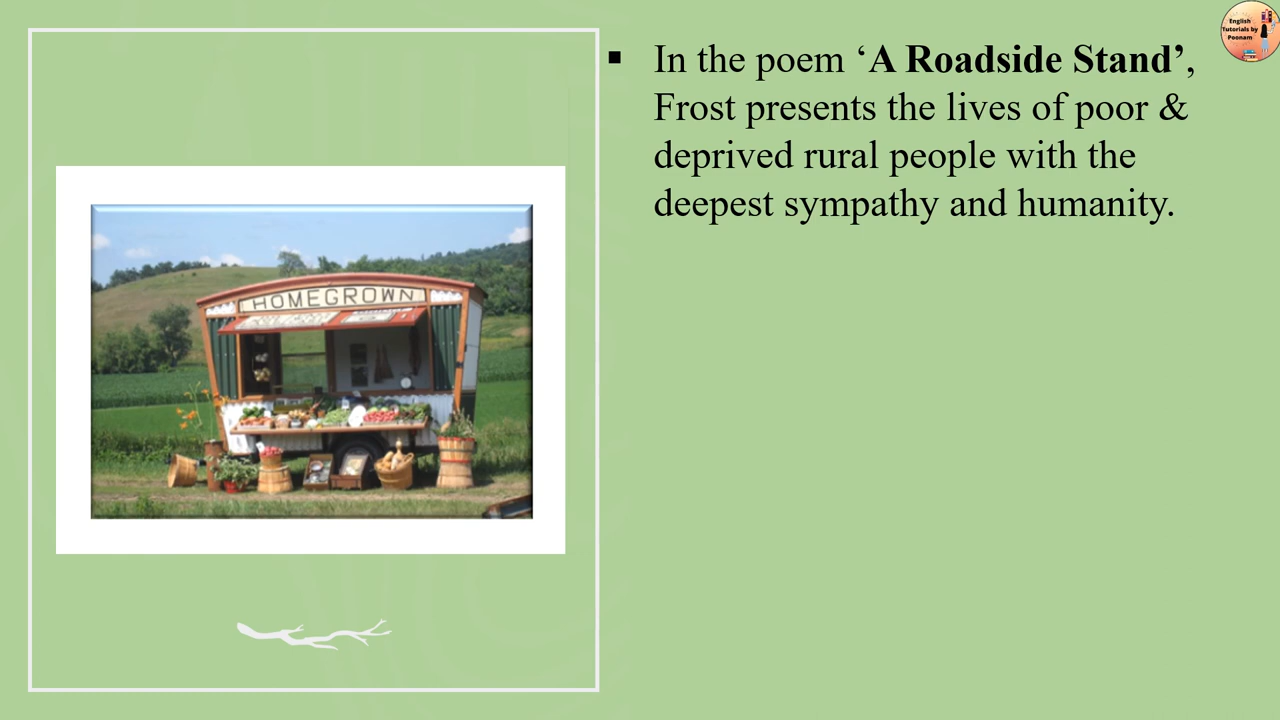 English
Tutorials by
Poonam
▪ In the poem ‘A Roadside Stand’,
Frost presents the lives of poor &
deprived rural people with the
deepest sympathy and humanity.
HOMEGROWN